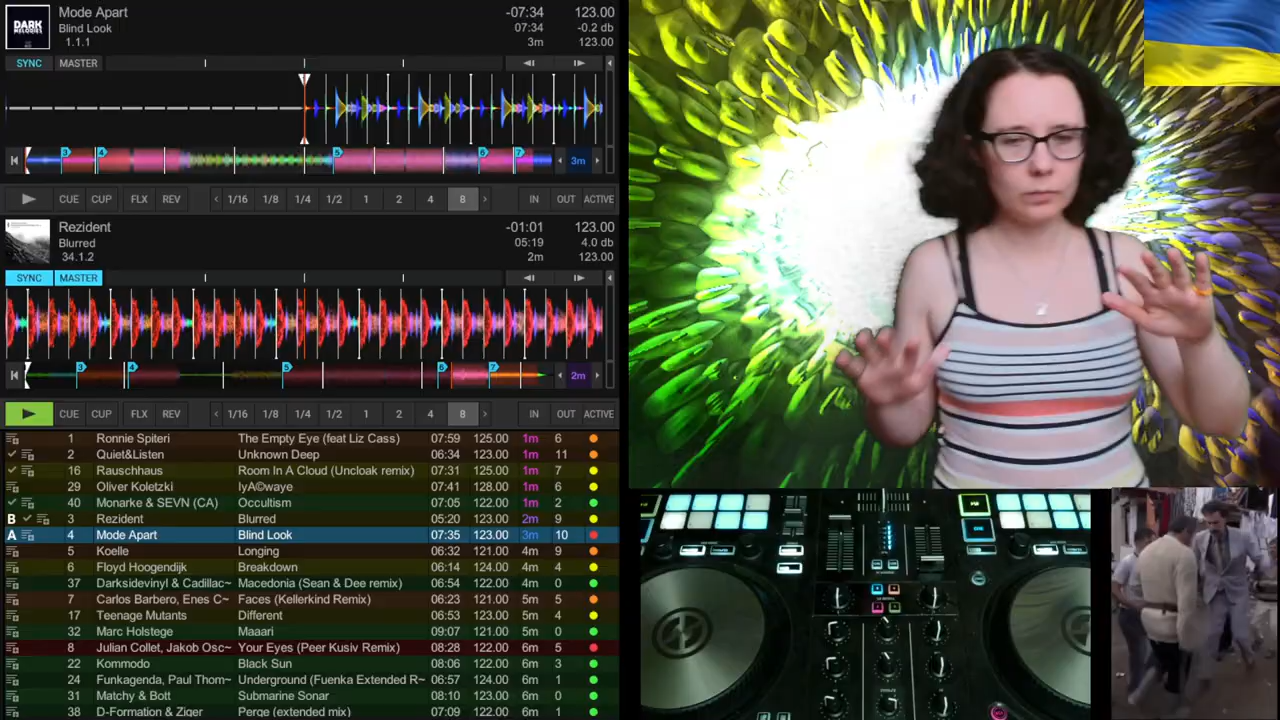 DARK
MELODIES
Mode Apart
Blind Look
1.1.1
-07:34
07:34
3m
123.00
-0.2 db
123.00
SYNC MASTER
3 4 5 6 7 3m
CUE CUP FLX REV 1/16 1/8 1/4 1/2 1 2 4 8 IN OUT ACTIVE
Rezident
Blurred
34.1.2
-01:01
05:19
2m
123.00
4.0 db
123.00
SYNC MASTER
3 4 5 6 7 2m
CUE CUP FLX REV 1/16 1/8 1/4 1/2 1 2 4 8 IN OUT ACTIVE
1 Ronnie Spiteri The Empty Eye (feat Liz Cass) 07:59 125.00 1m 6
2 Quiet&Listen Unknown Deep 06:34 123.00 1m 11
16 Rauschhaus Room In A Cloud (Uncloak remix) 07:31 125.00 1m 7
29 Oliver Koletzki IyA©waye 07:41 128.00 1m 6
40 Monarke & SEVN (CA) Occultism 07:05 122.00 1m 2
B 3 Rezident Blurred 05:20 123.00 2m 9
A 4 Mode Apart Blind Look 07:35 123.00 3m 10
5 Koelle Longing 06:32 121.00 4m 9
6 Floyd Hoogendijk Breakdown 06:14 124.00 4m 4
37 Darksidevinyl & Cadillac~ Macedonia (Sean & Dee remix) 06:54 122.00 4m 0
7 Carlos Barbero, Enes C~ Faces (Kellerkind Remix) 06:23 121.00 5m 5
17 Teenage Mutants Different 06:53 123.00 5m 4
32 Marc Holstege Maaari 09:07 121.00 5m 0
8 Julian Collet, Jakob Osc~ Your Eyes (Peer Kusiv Remix) 08:28 122.00 6m 5
22 Kommodo Black Sun 08:06 122.00 6m 3
24 Funkagenda, Paul Thom~ Underground (Fuenka Extended R~ 06:57 124.00 6m 1
31 Matchy & Bott Submarine Sonar 08:10 123.00 6m 0
38 D-Formation & Ziger Perge (extended mix) 07:09 122.00 6m 1